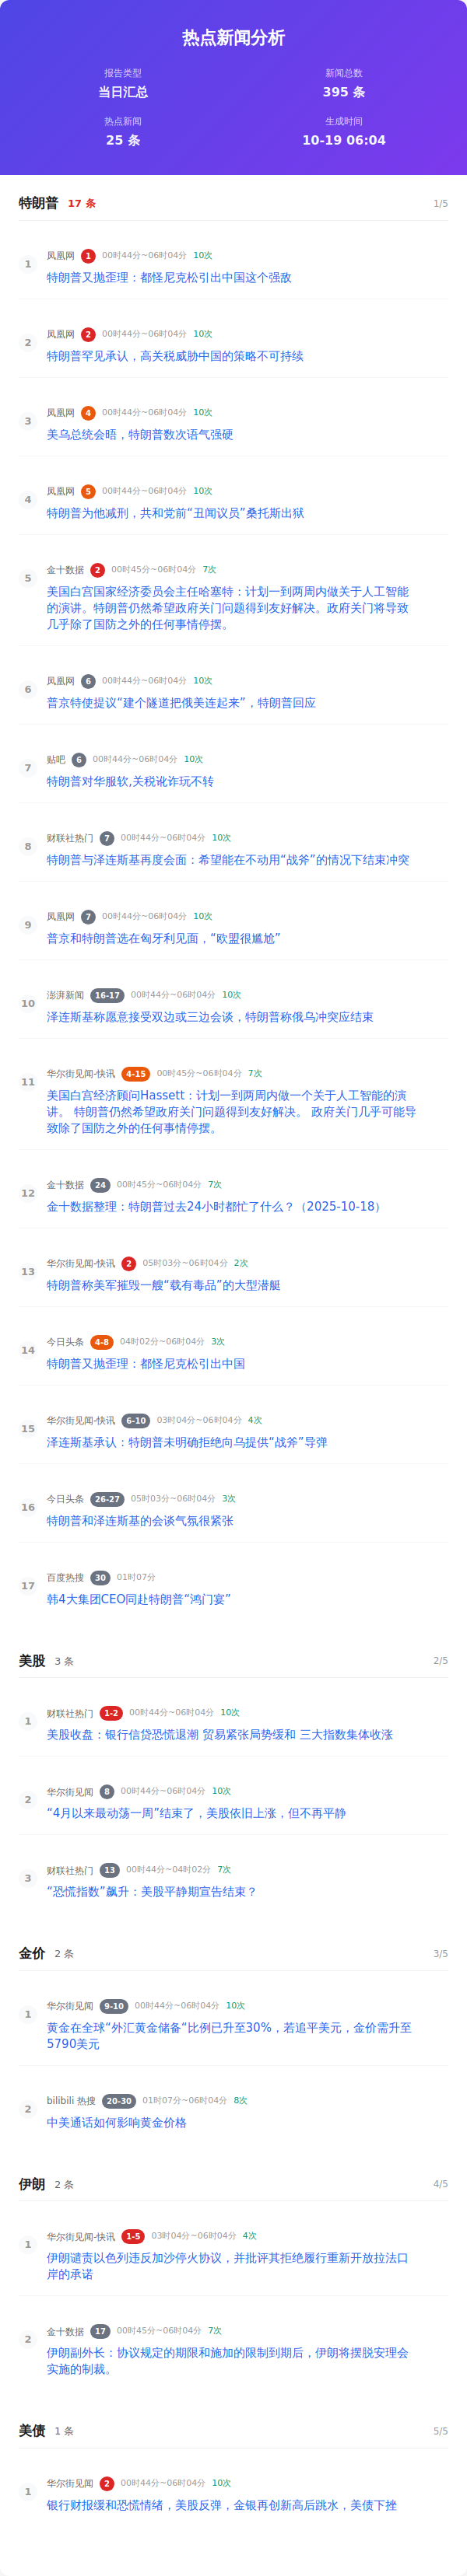 热点新闻分析
报告类型
当日汇总
新闻总数
395 条
热点新闻
25 条
生成时间
10-19 06:04
特朗普 17 条 1/5
1
凤凰网 1 00时44分~06时04分 10次
特朗普又抛歪理：都怪尼克松引出中国这个强敌
2
凤凰网 2 00时44分~06时04分 10次
特朗普罕见承认，高关税威胁中国的策略不可持续
3
凤凰网 4 00时44分~06时04分 10次
美乌总统会晤，特朗普数次语气强硬
4
凤凰网 5 00时44分~06时04分 10次
特朗普为他减刑，共和党前“丑闻议员”桑托斯出狱
5
金十数据 2 00时45分~06时04分 7次
美国白宫国家经济委员会主任哈塞特：计划一到两周内做关于人工智能
的演讲。特朗普仍然希望政府关门问题得到友好解决。政府关门将导致
几乎除了国防之外的任何事情停摆。
6
凤凰网 6 00时44分~06时04分 10次
普京特使提议“建个隧道把俄美连起来”，特朗普回应
7
贴吧 6 00时44分~06时04分 10次
特朗普对华服软,关税讹诈玩不转
8
财联社热门 7 00时44分~06时04分 10次
特朗普与泽连斯基再度会面：希望能在不动用“战斧”的情况下结束冲突
9
凤凰网 7 00时44分~06时04分 10次
普京和特朗普选在匈牙利见面，“欧盟很尴尬”
10
澎湃新闻 16-17 00时44分~06时04分 10次
泽连斯基称愿意接受双边或三边会谈，特朗普称俄乌冲突应结束
11
华尔街见闻-快讯 4-15 00时45分~06时04分 7次
美国白宫经济顾问Hassett：计划一到两周内做一个关于人工智能的演
讲。 特朗普仍然希望政府关门问题得到友好解决。 政府关门几乎可能导
致除了国防之外的任何事情停摆。
12
金十数据 24 00时45分~06时04分 7次
金十数据整理：特朗普过去24小时都忙了什么？（2025-10-18）
13
华尔街见闻-快讯 2 05时03分~06时04分 2次
特朗普称美军摧毁一艘“载有毒品”的大型潜艇
14
今日头条 4-8 04时02分~06时04分 3次
特朗普又抛歪理：都怪尼克松引出中国
15
华尔街见闻-快讯 6-10 03时04分~06时04分 4次
泽连斯基承认：特朗普未明确拒绝向乌提供“战斧”导弹
16
今日头条 26-27 05时03分~06时04分 3次
特朗普和泽连斯基的会谈气氛很紧张
17
百度热搜 30 01时07分
韩4大集团CEO同赴特朗普“鸿门宴”
美股 3 条 2/5
1
财联社热门 1-2 00时44分~06时04分 10次
美股收盘：银行信贷恐慌退潮 贸易紧张局势缓和 三大指数集体收涨
2
华尔街见闻 8 00时44分~06时04分 10次
“4月以来最动荡一周”结束了，美股依旧上涨，但不再平静
3
财联社热门 13 00时44分~04时02分 7次
“恐慌指数”飙升：美股平静期宣告结束？
金价 2 条 3/5
1
华尔街见闻 9-10 00时44分~06时04分 10次
黄金在全球“外汇黄金储备“比例已升至30%，若追平美元，金价需升至
5790美元
2
bilibili 热搜 20-30 01时07分~06时04分 8次
中美通话如何影响黄金价格
伊朗 2 条 4/5
1
华尔街见闻-快讯 1-5 03时04分~06时04分 4次
伊朗谴责以色列违反加沙停火协议，并批评其拒绝履行重新开放拉法口
岸的承诺
2
金十数据 17 00时45分~06时04分 7次
伊朗副外长：协议规定的期限和施加的限制到期后，伊朗将摆脱安理会
实施的制裁。
美债 1 条 5/5
1
华尔街见闻 2 00时44分~06时04分 10次
银行财报缓和恐慌情绪，美股反弹，金银再创新高后跳水，美债下挫